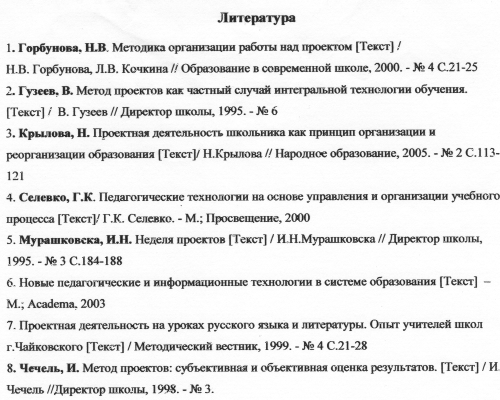 Литература
1. Горбунова, Н.В. Методика организации работы над проектом [Текст] /
Н.В. Горбунова, Л.В. Кочкина // Образование в современной школе, 2000. - № 4 С.21-25
2. Гузеев, В. Метод проектов как частный случай интегральной технологии обучения.
[Текст] / В. Гузеев // Директор школы, 1995. - № 6
3. Крылова, Н. Проектная деятельность школьника как принцип организации и
реорганизации образования [Текст]/ Н.Крылова // Народное образование, 2005. - № 2 С.113-
121
4. Селевко, Г.К. Педагогические технологии на основе управления и организации учебного
процесса [Текст]/ Г.К. Селевко. - М.; Просвещение, 2000
5. Мурашковска, И.Н. Неделя проектов [Текст] / И.Н.Мурашковска // Директор школы,
1995. - № 3 С.184-188
6. Новые педагогические и информационные технологии в системе образования [Текст] –
М.; Academa, 2003
7. Проектная деятельность на уроках русского языка и литературы. Опыт учителей школ
г.Чайковского [Текст] / Методический вестник, 1999. - № 4 С.21-28
8. Чечель, И. Метод проектов: субъективная и объективная оценка результатов. [Текст] / И.
Чечель //Директор школы, 1998. - № 3.